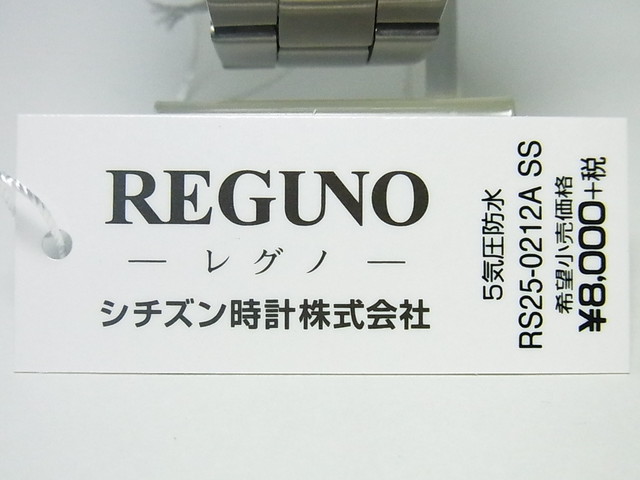 REGUNO
— レグノ —
シチズン時計株式会社
5気圧防水
RS25-0212A SS
希望小売価格
¥8,000+税